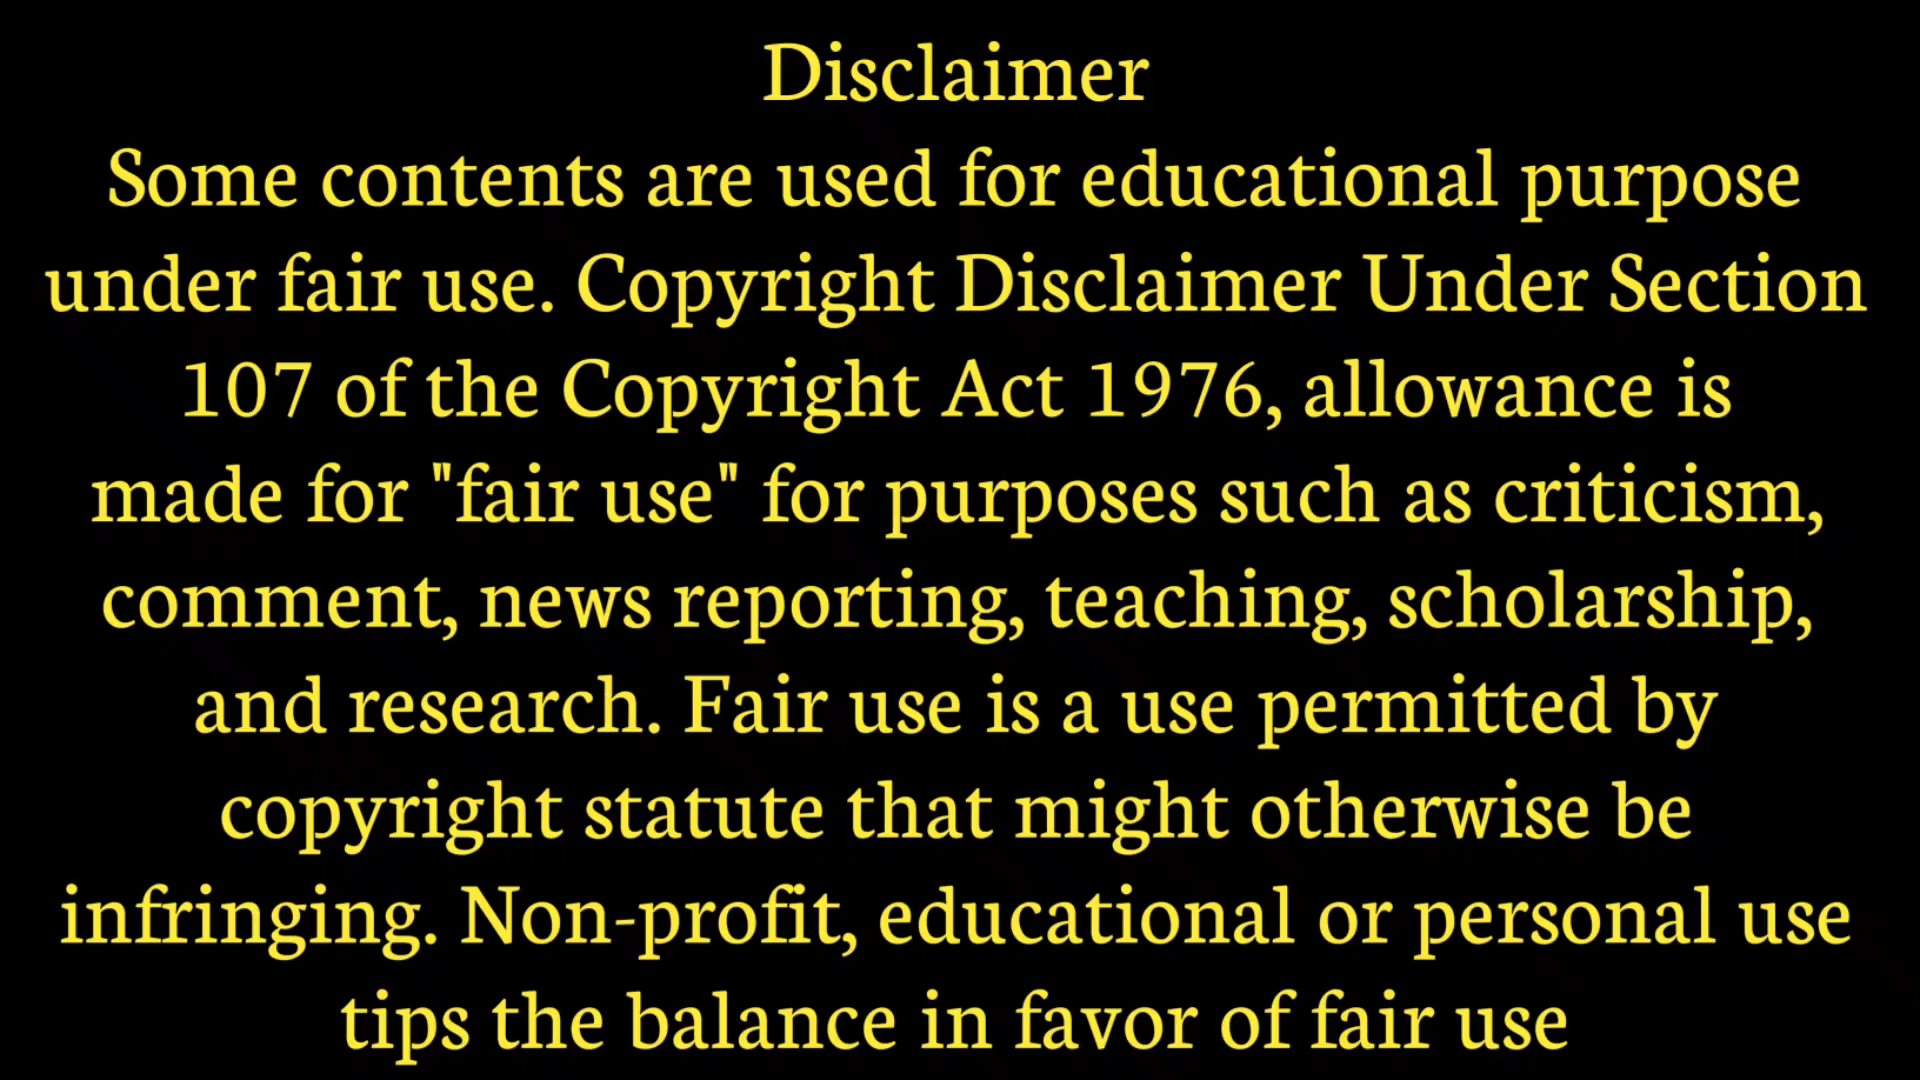 Disclaimer
Some contents are used for educational purpose
under fair use. Copyright Disclaimer Under Section
107 of the Copyright Act 1976, allowance is
made for "fair use" for purposes such as criticism,
comment, news reporting, teaching, scholarship,
and research. Fair use is a use permitted by
copyright statute that might otherwise be
infringing. Non-profit, educational or personal use
tips the balance in favor of fair use